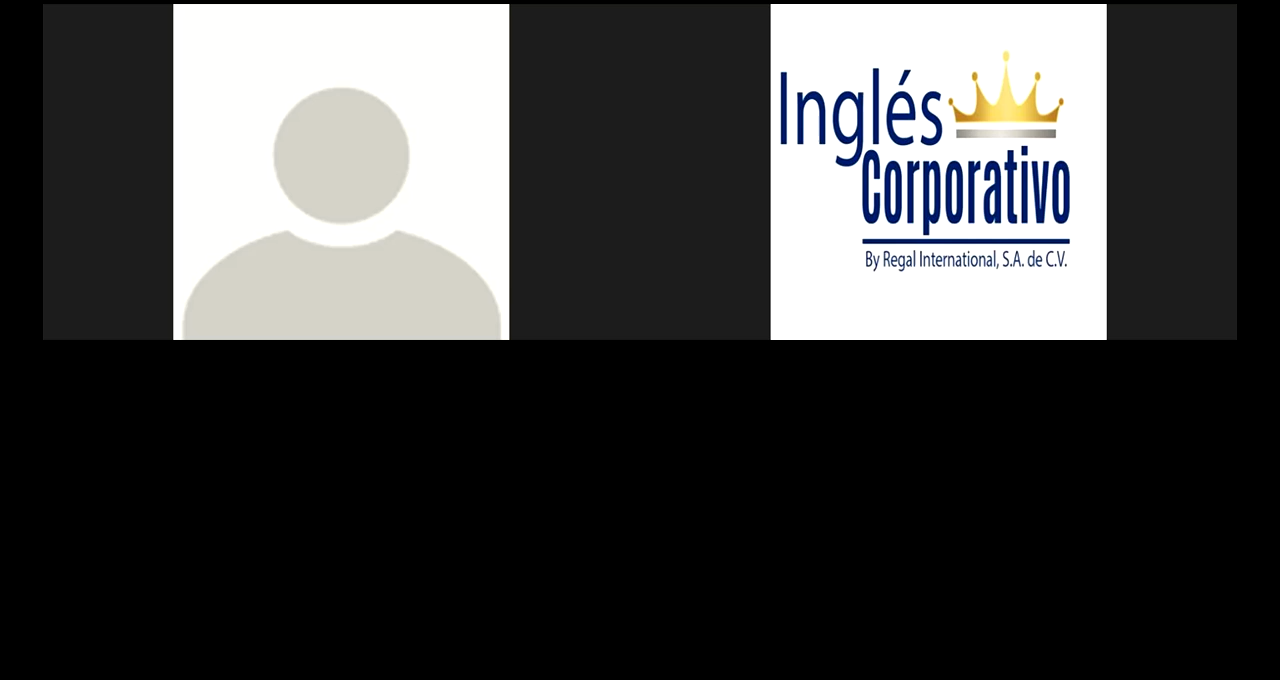 Inglés
Corporativo
By Regal International, S.A. de C.V.